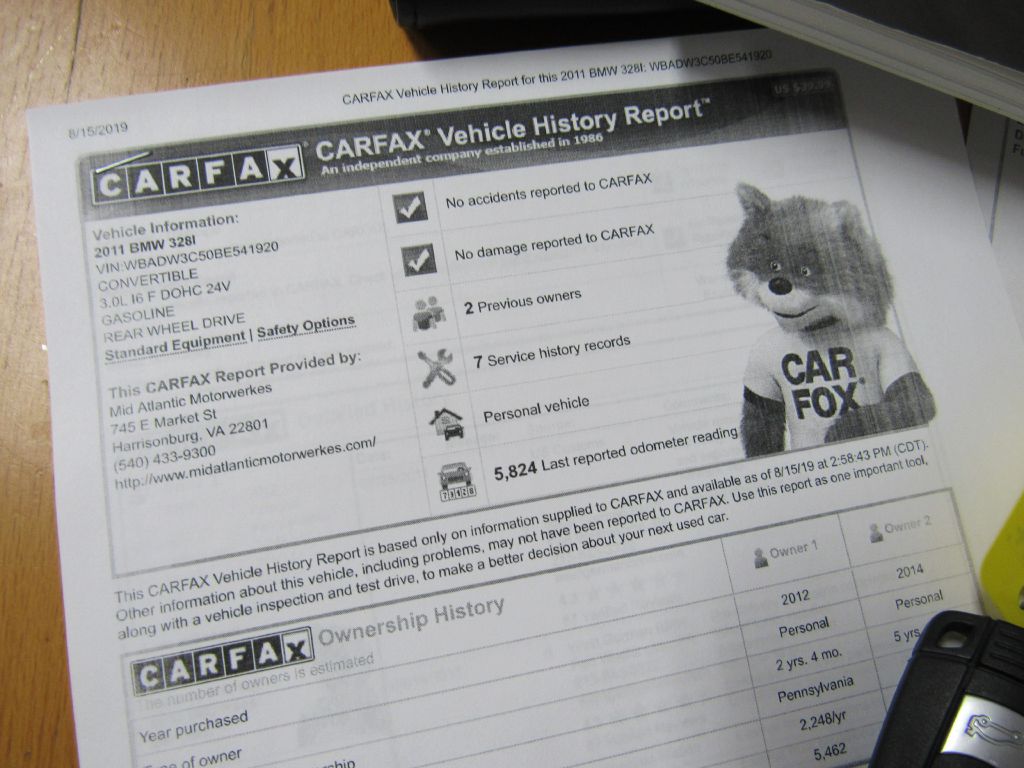 8/15/2019
CARFAX Vehicle History Report for this 2011 BMW 328I: WBADW3C50BE541920
US $39.99
CARFAX
CARFAX® Vehicle History Report™
An independent company established in 1986
Vehicle Information:
2011 BMW 328I
VIN:WBADW3C50BE541920
CONVERTIBLE
3.0L I6 F DOHC 24V
GASOLINE
REAR WHEEL DRIVE
Standard Equipment | Safety Options
This CARFAX Report Provided by:
Mid Atlantic Motorwerkes
745 E Market St
Harrisonburg, VA 22801
(540) 433-9300
http://www.midatlanticmotorwerkes.com/
No accidents reported to CARFAX
No damage reported to CARFAX
2 Previous owners
7 Service history records
Personal vehicle
5,824 Last reported odometer reading
CAR
FOX®
This CARFAX Vehicle History Report is based only on information supplied to CARFAX and available as of 8/15/19 at 2:58:43 PM (CDT).
Other information about this vehicle, including problems, may not have been reported to CARFAX. Use this report as one important tool,
along with a vehicle inspection and test drive, to make a better decision about your next used car.
CARFAX Ownership History
The number of owners is estimated
Owner 1
Owner 2
Year purchased
2012
2014
Type of owner
Personal
Personal
2 yrs. 4 mo.
5 yrs.
Pennsylvania
2,248/yr
5,462